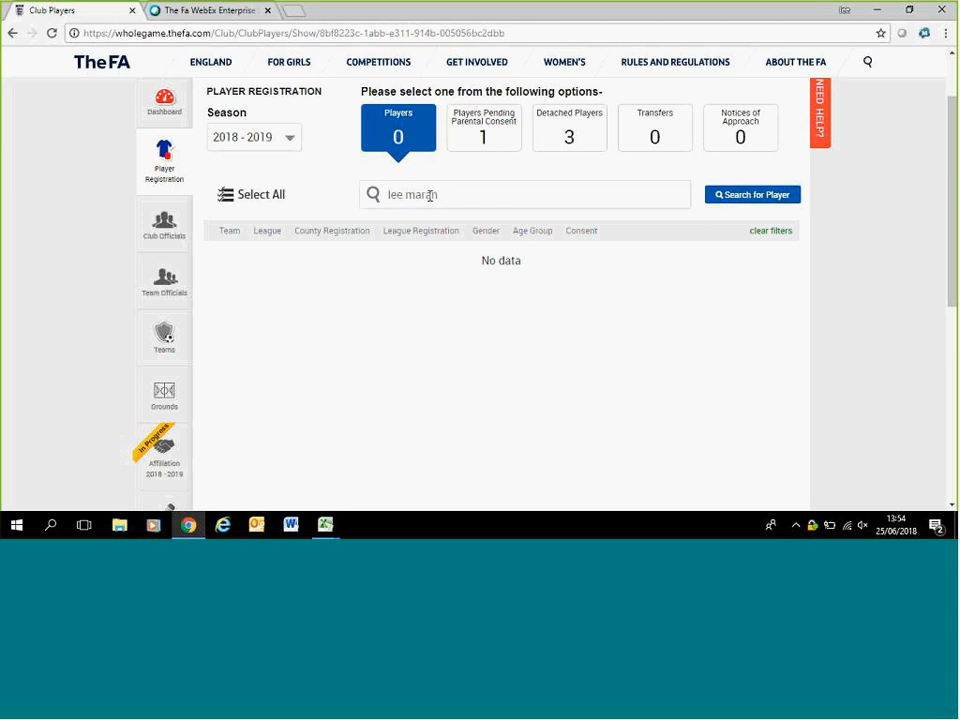 Club Players
The Fa WebEx Enterprise
https://wholegame.thefa.com/Club/ClubPlayers/Show/8bf8223c-1abb-e311-914b-005056bc2dbb
TheFA
ENGLAND
FOR GIRLS
COMPETITIONS
GET INVOLVED
WOMEN'S
RULES AND REGULATIONS
ABOUT THE FA
Dashboard
Player
Registration
Club Officials
Team Officials
Teams
Grounds
In Progress
Affiliation
2018 - 2019
PLAYER REGISTRATION
Season
2018 - 2019
Please select one from the following options-
Players
0
Players Pending
Parental Consent
1
Detached Players
3
Transfers
0
Notices of
Approach
0
NEED HELP?
Select All
lee maran
Search for Player
Team League County Registration League Registration Gender Age Group Consent clear filters
No data
13:54
25/06/2018
2